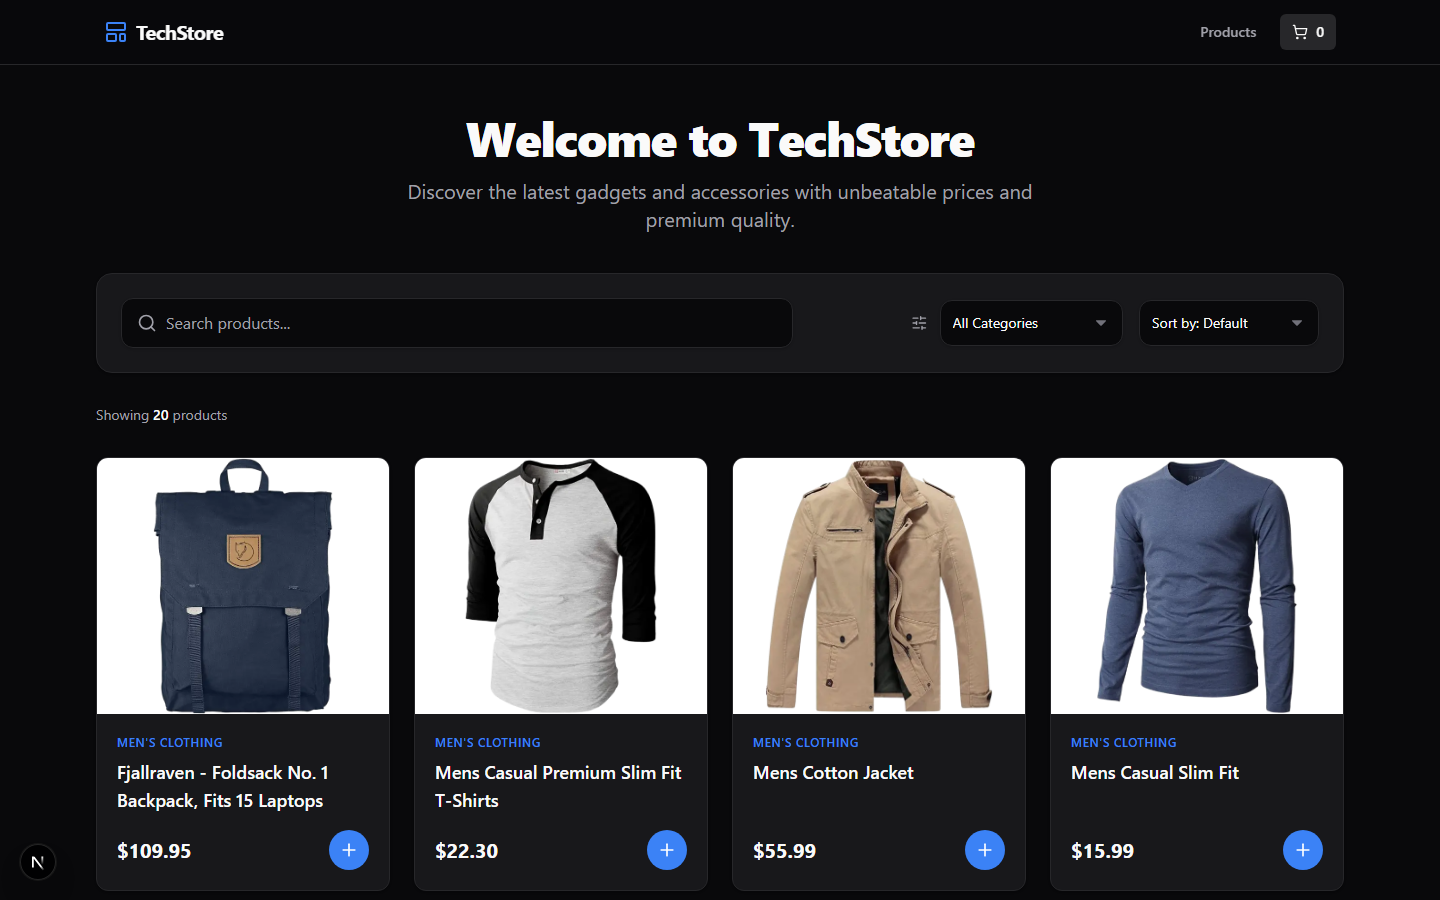 TechStore
Products
0
Welcome to TechStore
Discover the latest gadgets and accessories with unbeatable prices and
premium quality.
Search products...
All Categories
Sort by: Default
Showing 20 products
MEN'S CLOTHING
Fjallraven - Foldsack No. 1
Backpack, Fits 15 Laptops
$109.95
MEN'S CLOTHING
Mens Casual Premium Slim Fit
T-Shirts
$22.30
MEN'S CLOTHING
Mens Cotton Jacket
$55.99
MEN'S CLOTHING
Mens Casual Slim Fit
$15.99
N